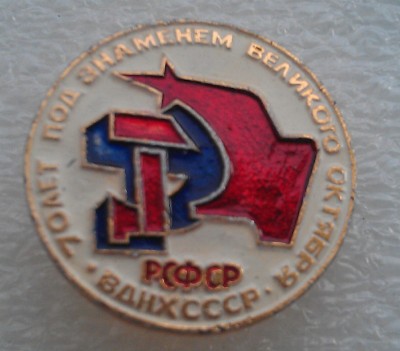 70 ЛЕТ ПОД ЗНАМЕНЕМ ВЕЛИКОГО ОКТЯБРЯ
РСФСР
• ВДНХ СССР •